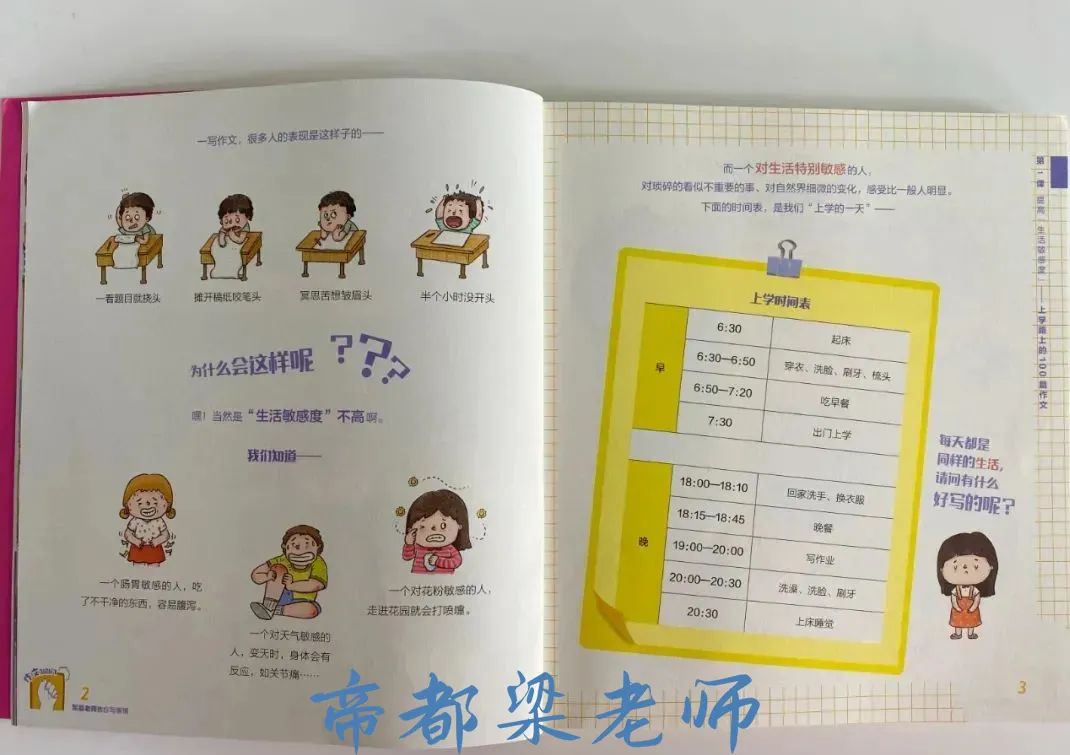 一写作文，很多人的表现是这样子的——
一看题目就挠头
摊开稿纸咬笔头
冥思苦想皱眉头
半个小时没开头
为什么会这样呢？？？
嘿！当然是“生活敏感度”不高啊。
我们知道——
一个肠胃敏感的人，吃
了不干净的东西，容易腹泻。
一个对天气敏感的
人，变天时，身体会有
反应，如关节痛……
一个对花粉敏感的人，
走进花园就会打喷嚏。
2
而一个对生活特别敏感的人，
对琐碎的看似不重要的事、对自然界细微的变化，感受比一般人明显。
下面的时间表，是我们“上学的一天”——
上学时间表
早
6:30 起床
6:30—6:50 穿衣、洗脸、刷牙、梳头
6:50—7:20 吃早餐
7:30 出门上学
晚
18:00—18:10 回家洗手、换衣服
18:15—18:45 晚餐
19:00—20:00 写作业
20:00—20:30 洗澡、洗脸、刷牙
20:30 上床睡觉
每天都是
同样的生活，
请问有什么
好写的呢？
第1课 提高“生活敏感度”——上学路上的100篇作文
3
帝都梁老师